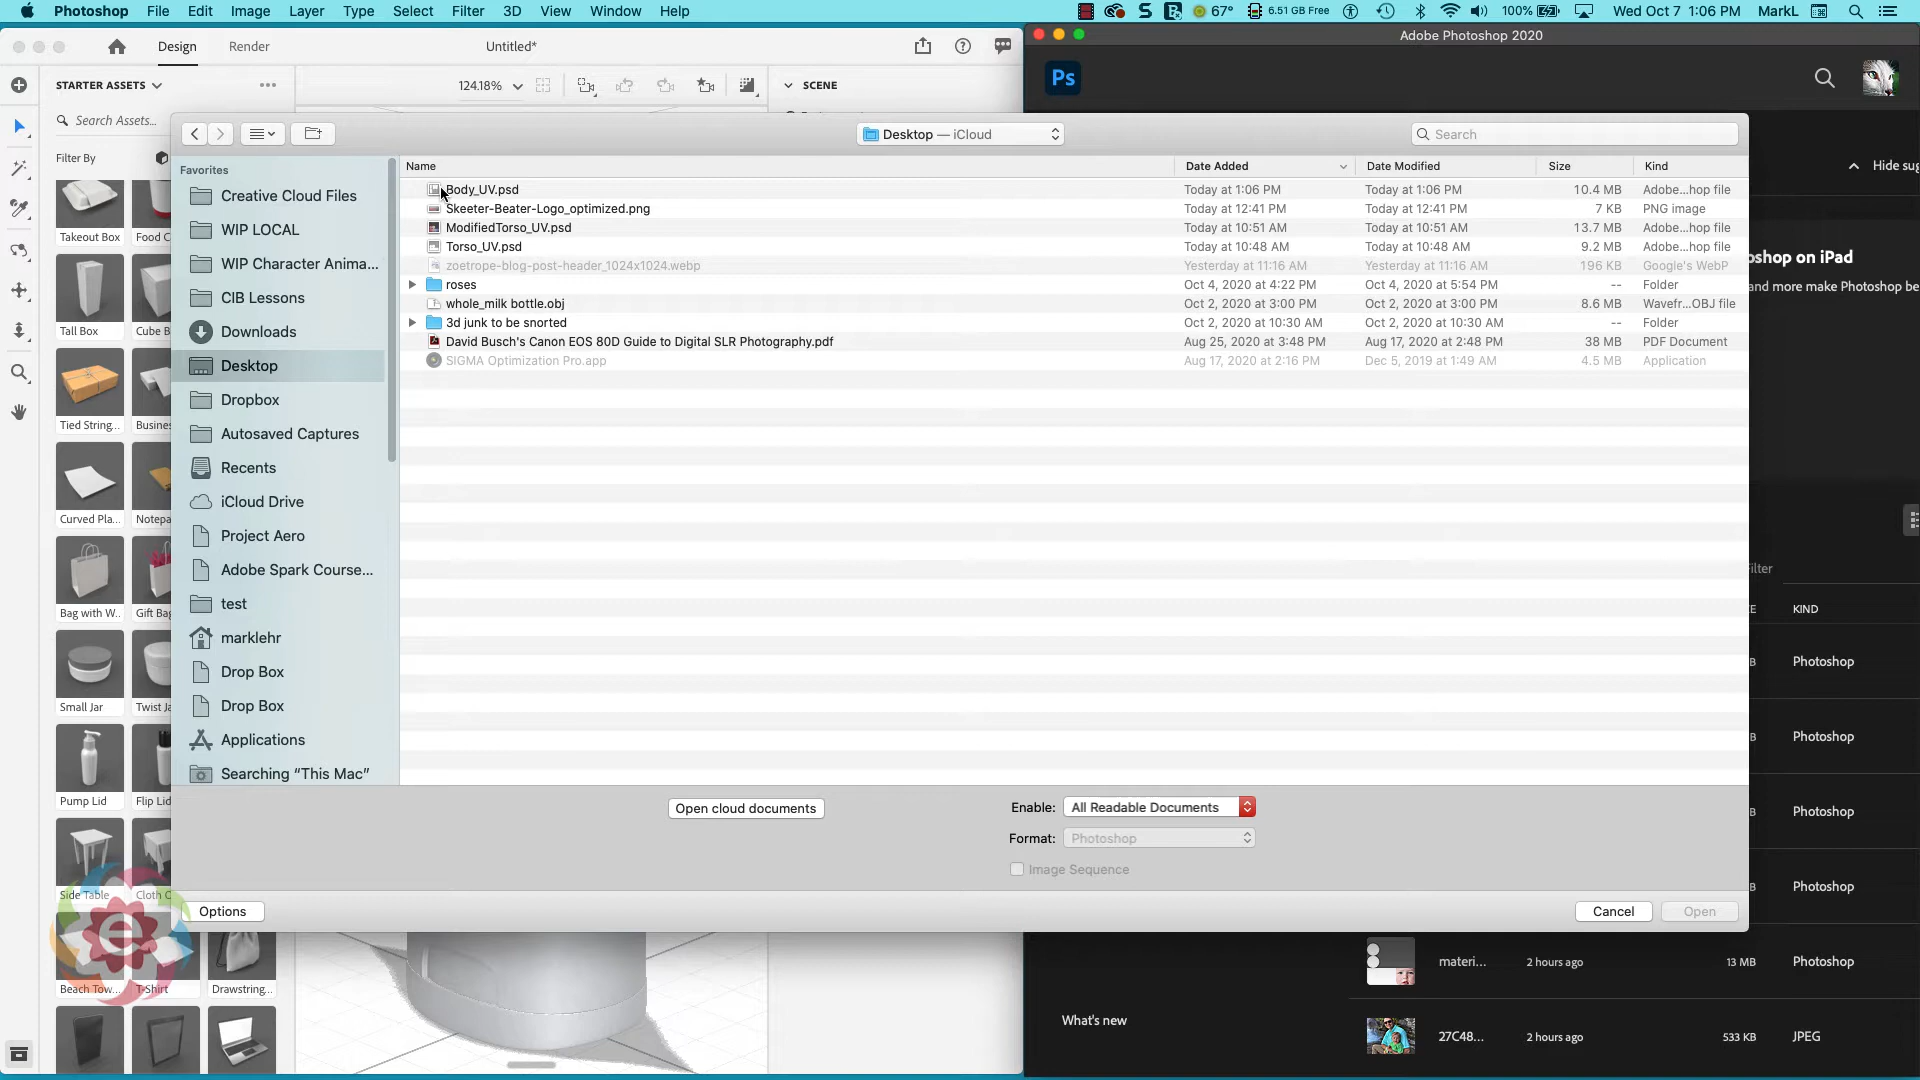 Photoshop File Edit Image Layer Type Select Filter 3D View Window Help
67° 6.51 GB Free 100% Wed Oct 7 1:06 PM MarkL
Design Render Untitled*
Adobe Photoshop 2020
Ps
STARTER ASSETS
124.18%
SCENE
Search Assets...
Filter By
Desktop — iCloud
Search
Hide sug
Favorites
Creative Cloud Files
WIP LOCAL
WIP Character Anima...
CIB Lessons
Downloads
Desktop
Dropbox
Autosaved Captures
Recents
iCloud Drive
Project Aero
Adobe Spark Course...
test
marklehr
Drop Box
Drop Box
Applications
Searching “This Mac”
Name Date Added Date Modified Size Kind
Body_UV.psd Today at 1:06 PM Today at 1:06 PM 10.4 MB Adobe...hop file
Skeeter-Beater-Logo_optimized.png Today at 12:41 PM Today at 12:41 PM 7 KB PNG image
ModifiedTorso_UV.psd Today at 10:51 AM Today at 10:51 AM 13.7 MB Adobe...hop file
Torso_UV.psd Today at 10:48 AM Today at 10:48 AM 9.2 MB Adobe...hop file
zoetrope-blog-post-header_1024x1024.webp Yesterday at 11:16 AM Yesterday at 11:16 AM 196 KB Google's WebP
roses Oct 4, 2020 at 4:22 PM Oct 4, 2020 at 5:54 PM -- Folder
whole_milk bottle.obj Oct 2, 2020 at 3:00 PM Oct 2, 2020 at 3:00 PM 8.6 MB Wavefr...OBJ file
3d junk to be snorted Oct 2, 2020 at 10:30 AM Oct 2, 2020 at 10:30 AM -- Folder
David Busch's Canon EOS 80D Guide to Digital SLR Photography.pdf Aug 25, 2020 at 3:48 PM Aug 17, 2020 at 2:48 PM 38 MB PDF Document
SIGMA Optimization Pro.app Aug 17, 2020 at 2:16 PM Dec 5, 2019 at 1:49 AM 4.5 MB Application
Open cloud documents
Enable: All Readable Documents
Format: Photoshop
Image Sequence
Options
Cancel
Open
Takeout Box Food C
Tall Box Cube B
Tied String... Busines
Curved Pla... Notepa
Bag with W.. Gift Bag
Small Jar Twist Ja
Pump Lid Flip Lid
Side Table Cloth C
Beach Tow... T-Shirt Drawstring...
oshop on iPad
and more make Photoshop be
ilter
E KIND
B Photoshop
B Photoshop
B Photoshop
B Photoshop
materi... 2 hours ago 13 MB Photoshop
What's new
27C48... 2 hours ago 533 KB JPEG